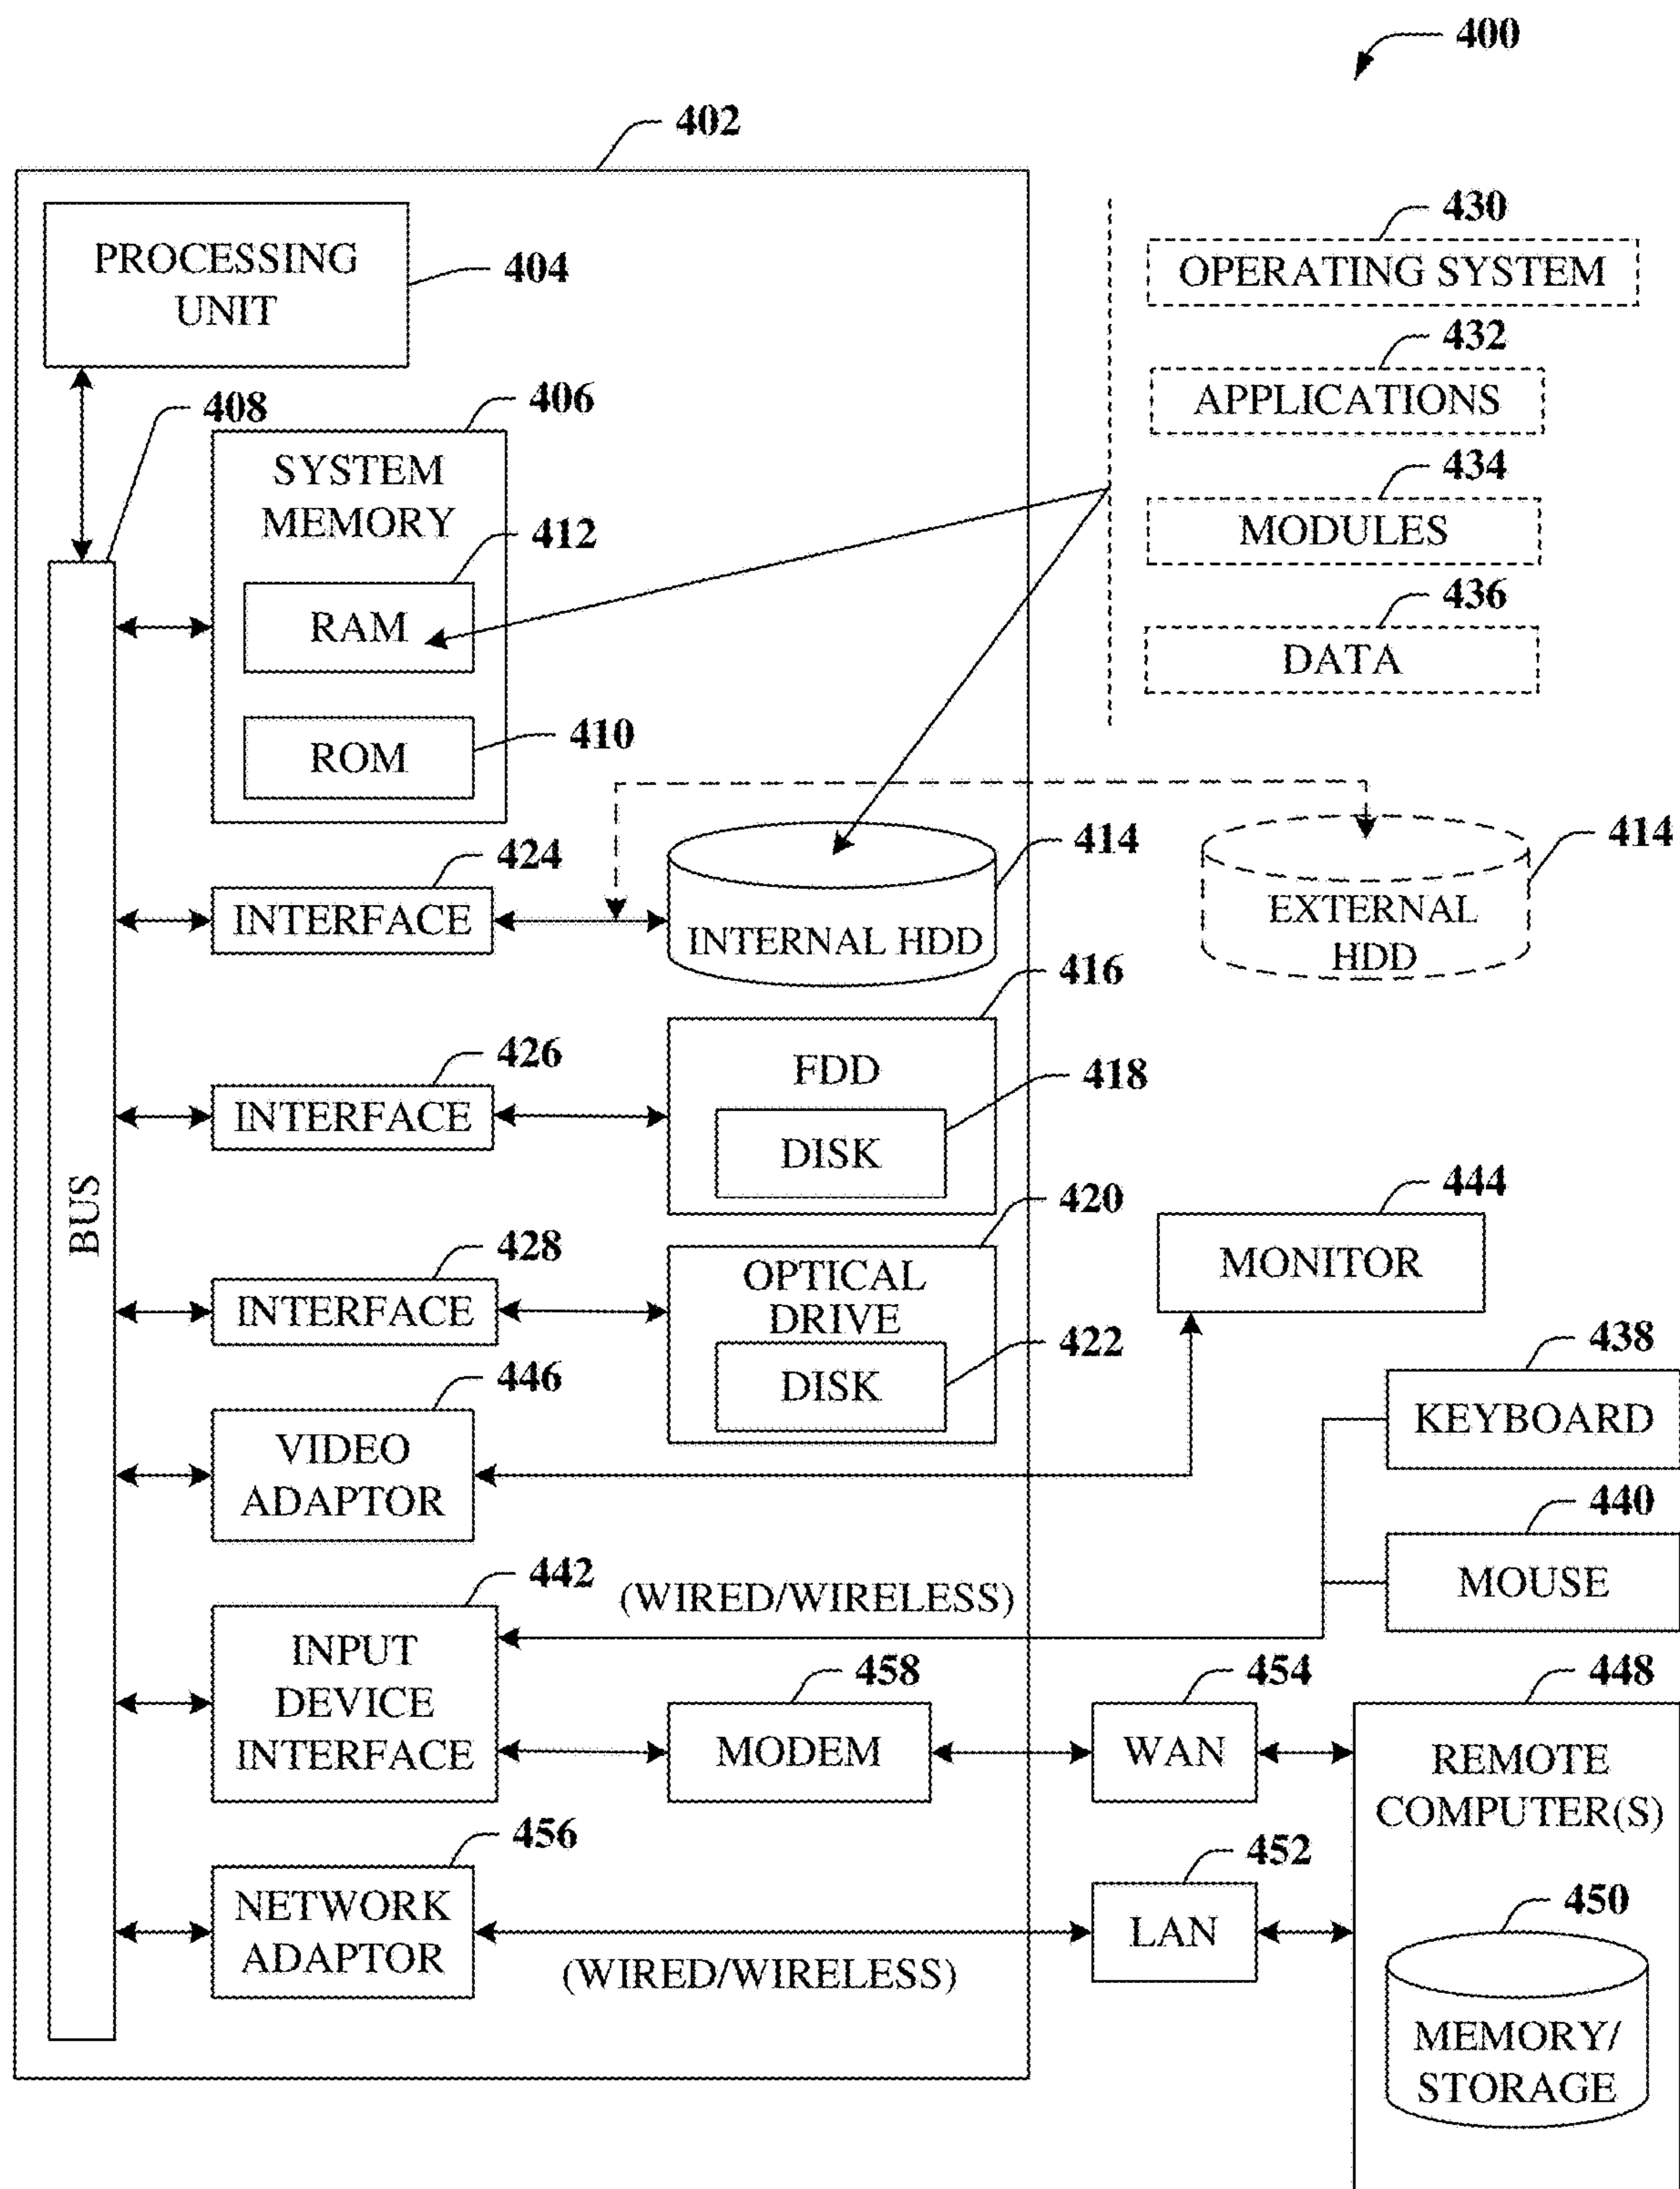 400
402
PROCESSING
UNIT
404
408
406
SYSTEM
MEMORY
412
RAM
410
ROM
430
OPERATING SYSTEM
432
APPLICATIONS
434
MODULES
436
DATA
424
INTERFACE
414
INTERNAL HDD
414
EXTERNAL
HDD
416
426
INTERFACE
FDD
418
DISK
BUS
420
428
INTERFACE
OPTICAL
DRIVE
422
DISK
444
MONITOR
438
KEYBOARD
446
VIDEO
ADAPTOR
440
MOUSE
442
(WIRED/WIRELESS)
INPUT
DEVICE
INTERFACE
458
MODEM
454
WAN
448
REMOTE
COMPUTER(S)
456
NETWORK
ADAPTOR
(WIRED/WIRELESS)
452
LAN
450
MEMORY/
STORAGE